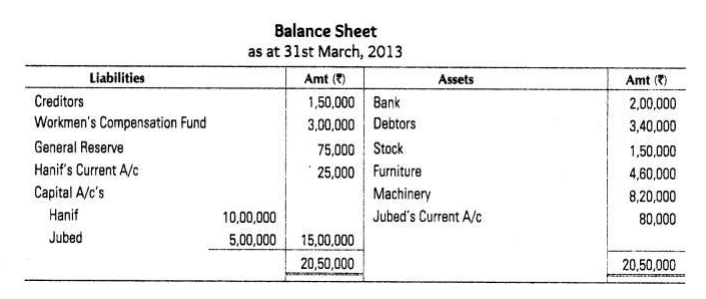 Balance Sheet
as at 31st March, 2013
Liabilities Amt (₹) Assets Amt (₹)
Creditors 1,50,000 Bank 2,00,000
Workmen's Compensation Fund 3,00,000 Debtors 3,40,000
General Reserve 75,000 Stock 1,50,000
Hanif's Current A/c 25,000 Furniture 4,60,000
Capital A/c's Machinery 8,20,000
Hanif 10,00,000 Jubed's Current A/c 80,000
Jubed 5,00,000 15,00,000
20,50,000 20,50,000